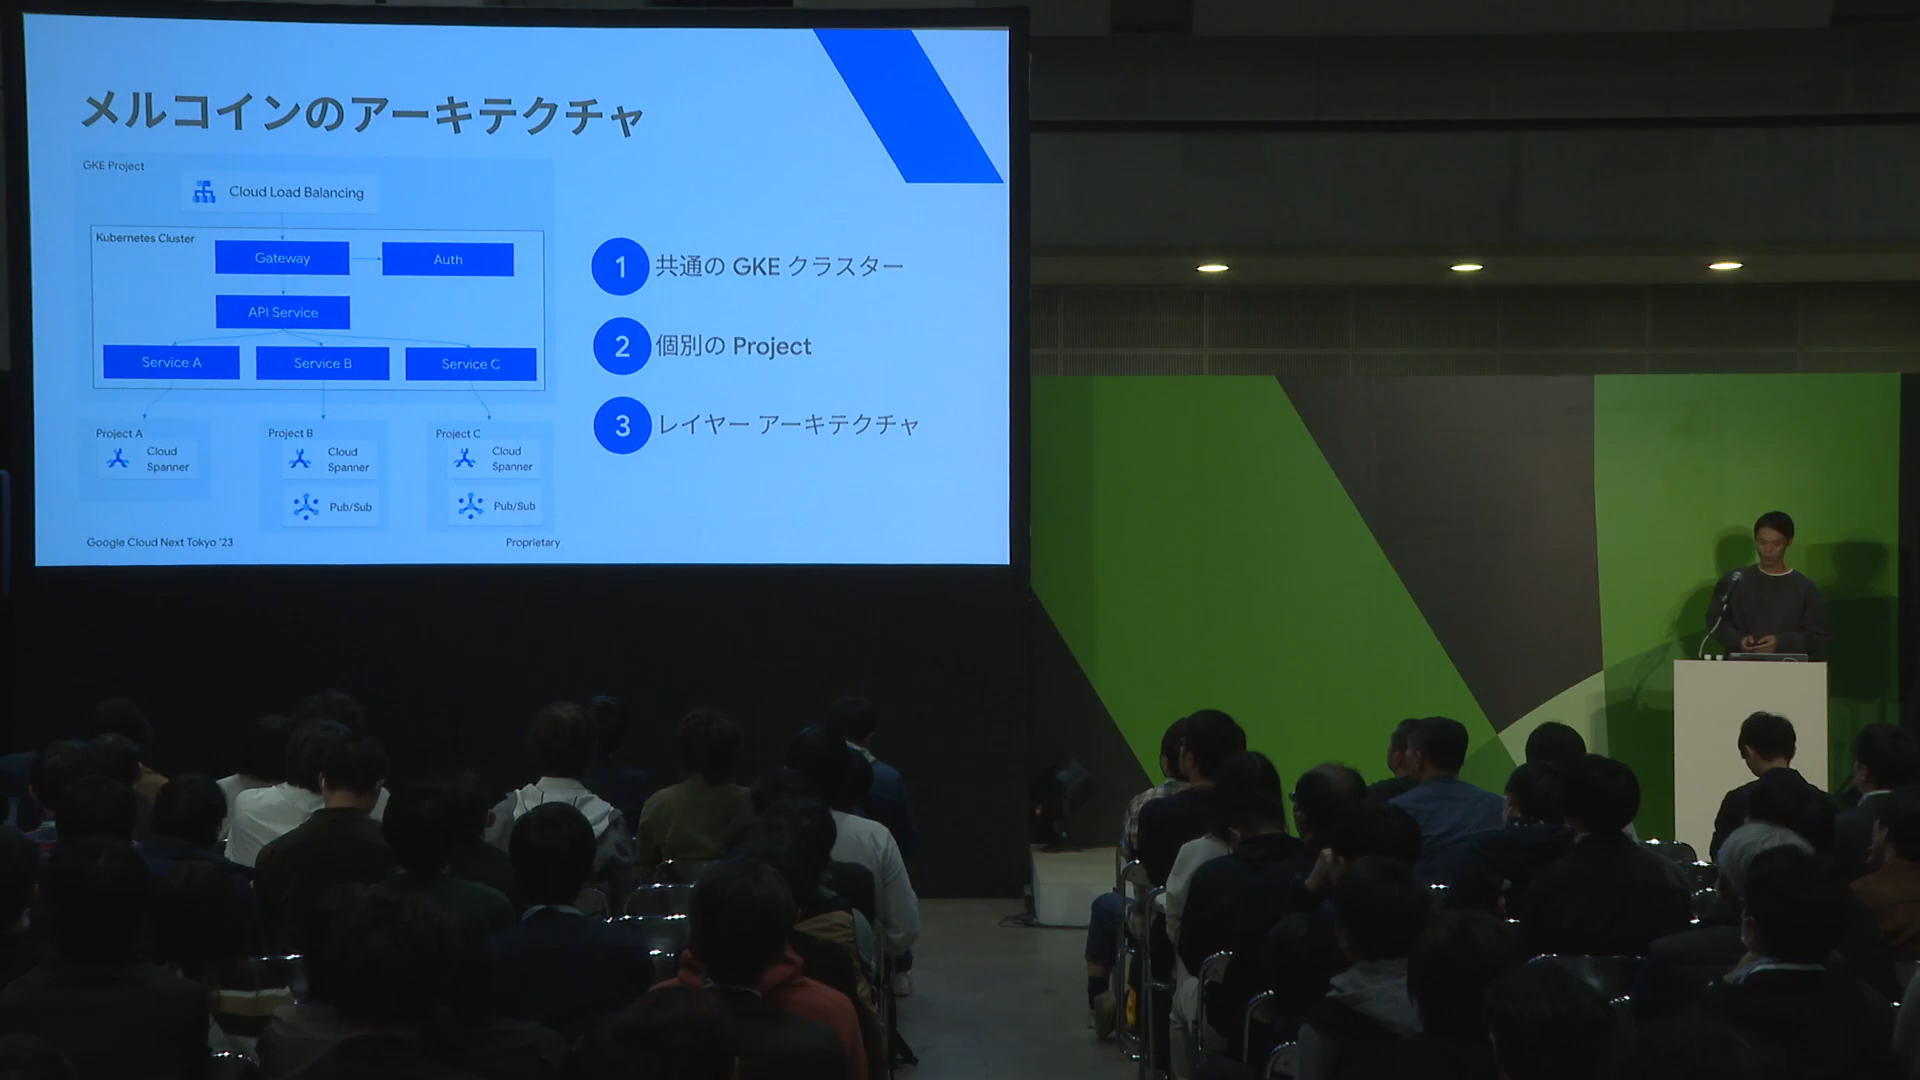 メルコインのアーキテクチャ
GKE Project
Cloud Load Balancing
Kubernetes Cluster
Gateway
Auth
API Service
Service A
Service B
Service C
Project A
Cloud
Spanner
Project B
Cloud
Spanner
Pub/Sub
Project C
Cloud
Spanner
Pub/Sub
1 共通の GKE クラスター
2 個別の Project
3 レイヤー アーキテクチャ
Google Cloud Next Tokyo '23
Proprietary